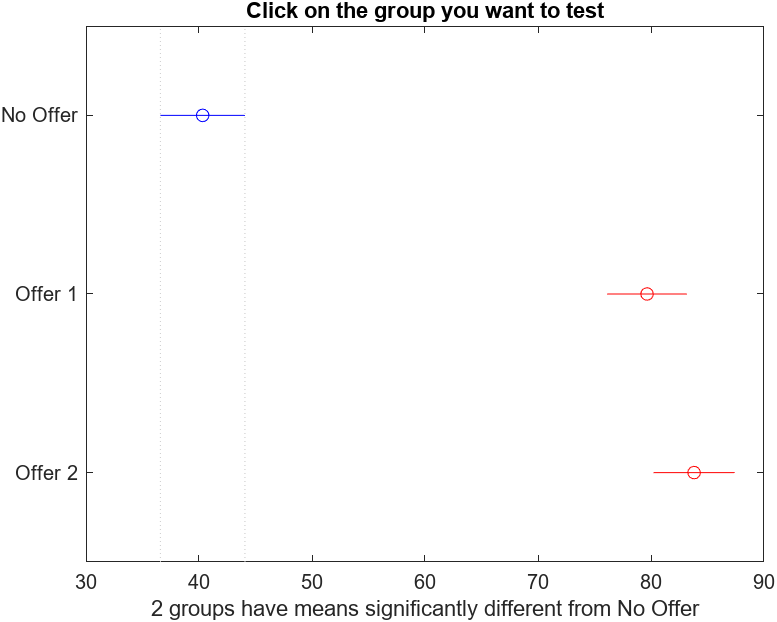 Click on the group you want to test
No Offer
Offer 1
Offer 2
30 40 50 60 70 80 90
2 groups have means significantly different from No Offer